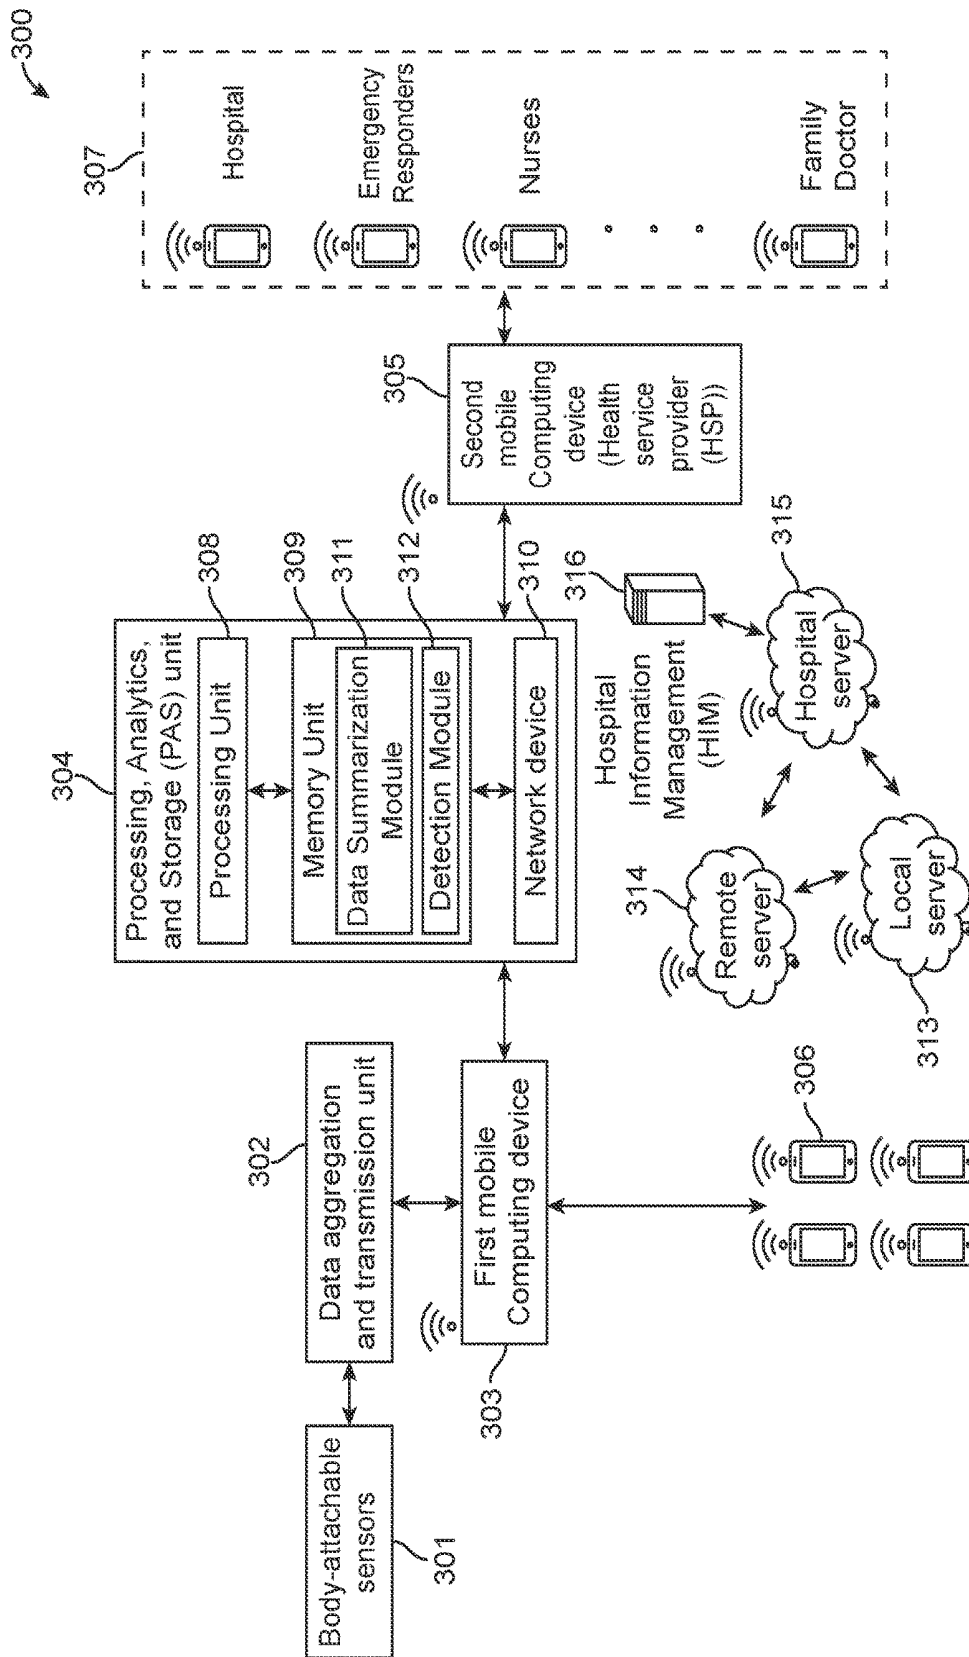 300
307
Hospital
Emergency
Responders
Nurses
Family
Doctor
305
Second
mobile
Computing
device
(Health
service
provider
(HSP))
304
Processing, Analytics,
and Storage (PAS) unit
308
Processing Unit
309
Memory Unit
311
Data Summarization
Module
312
Detection Module
310
Network device
302
Data aggregation
and transmission unit
Body-attachable
sensors
301
First mobile
Computing device
303
306
316
Hospital
Information
Management
(HIM)
315
Hospital
server
314
Remote
server
Local
server
313